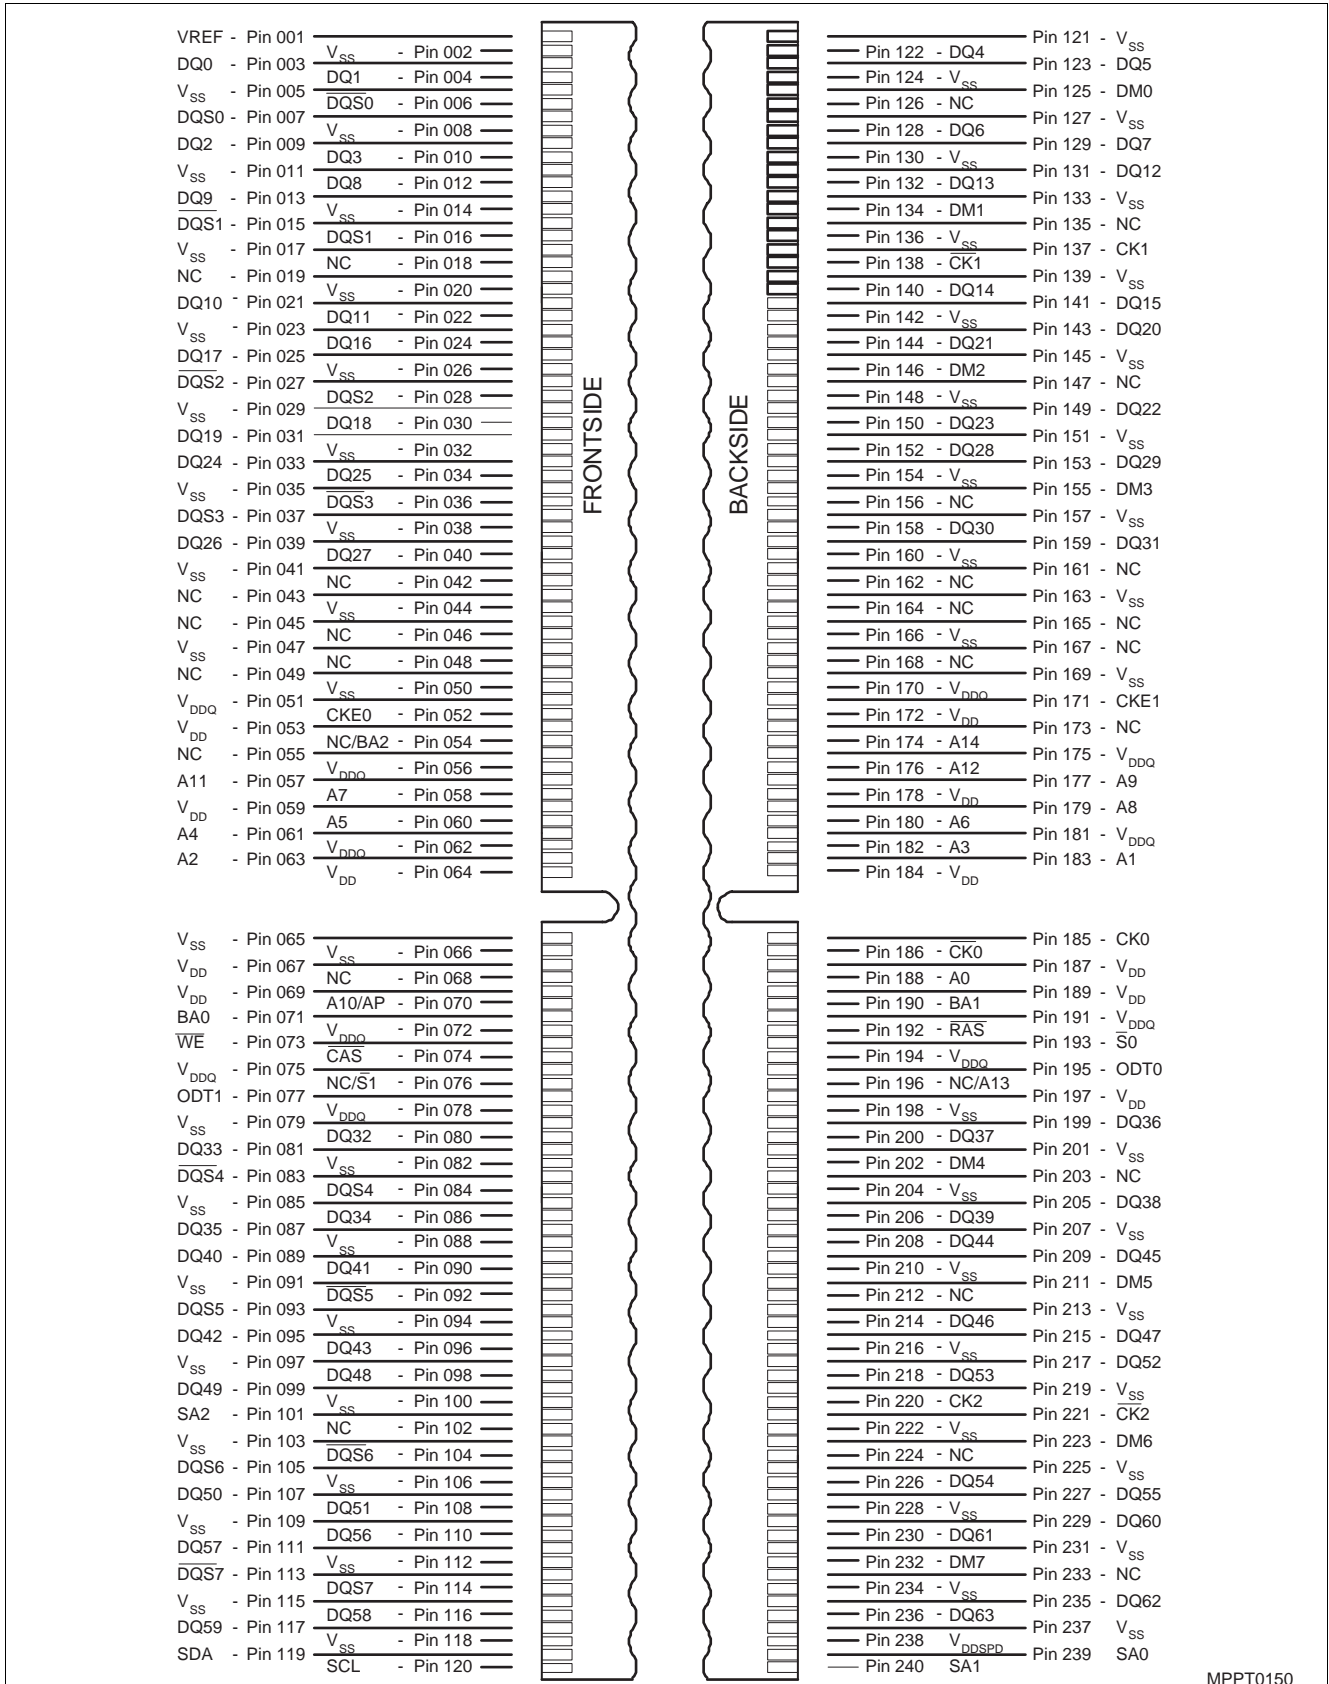 VREF - Pin 001 Pin 121 - VSS
VSS - Pin 002 Pin 122 - DQ4
DQ0 - Pin 003 Pin 123 - DQ5
DQ1 - Pin 004 Pin 124 - VSS
VSS - Pin 005 Pin 125 - DM0
D̅Q̅S̅0̅ - Pin 006 Pin 126 - NC
DQS0 - Pin 007 Pin 127 - VSS
VSS - Pin 008 Pin 128 - DQ6
DQ2 - Pin 009 Pin 129 - DQ7
DQ3 - Pin 010 Pin 130 - VSS
VSS - Pin 011 Pin 131 - DQ12
DQ8 - Pin 012 Pin 132 - DQ13
DQ9 - Pin 013 Pin 133 - VSS
VSS - Pin 014 Pin 134 - DM1
D̅Q̅S̅1̅ - Pin 015 Pin 135 - NC
DQS1 - Pin 016 Pin 136 - VSS
VSS - Pin 017 Pin 137 - CK1
NC - Pin 018 Pin 138 - C̅K̅1̅
NC - Pin 019 Pin 139 - VSS
VSS - Pin 020 Pin 140 - DQ14
DQ10 - Pin 021 Pin 141 - DQ15
DQ11 - Pin 022 Pin 142 - VSS
VSS - Pin 023 Pin 143 - DQ20
DQ16 - Pin 024 Pin 144 - DQ21
DQ17 - Pin 025 Pin 145 - VSS
VSS - Pin 026 Pin 146 - DM2
D̅Q̅S̅2̅ - Pin 027 Pin 147 - NC
DQS2 - Pin 028 Pin 148 - VSS
VSS - Pin 029 Pin 149 - DQ22
DQ18 - Pin 030 Pin 150 - DQ23
DQ19 - Pin 031 Pin 151 - VSS
VSS - Pin 032 Pin 152 - DQ28
DQ24 - Pin 033 Pin 153 - DQ29
DQ25 - Pin 034 Pin 154 - VSS
VSS - Pin 035 Pin 155 - DM3
D̅Q̅S̅3̅ - Pin 036 Pin 156 - NC
DQS3 - Pin 037 Pin 157 - VSS
VSS - Pin 038 Pin 158 - DQ30
DQ26 - Pin 039 Pin 159 - DQ31
DQ27 - Pin 040 Pin 160 - VSS
VSS - Pin 041 Pin 161 - NC
NC - Pin 042 Pin 162 - NC
NC - Pin 043 Pin 163 - VSS
VSS - Pin 044 Pin 164 - NC
NC - Pin 045 Pin 165 - NC
NC - Pin 046 Pin 166 - VSS
VSS - Pin 047 Pin 167 - NC
NC - Pin 048 Pin 168 - NC
NC - Pin 049 Pin 169 - VSS
VSS - Pin 050 Pin 170 - VDDQ
VDDQ - Pin 051 Pin 171 - CKE1
CKE0 - Pin 052 Pin 172 - VDD
VDD - Pin 053 Pin 173 - NC
NC/BA2 - Pin 054 Pin 174 - A14
NC - Pin 055 Pin 175 - VDDQ
VDDQ - Pin 056 Pin 176 - A12
A11 - Pin 057 Pin 177 - A9
A7 - Pin 058 Pin 178 - VDD
VDD - Pin 059 Pin 179 - A8
A5 - Pin 060 Pin 180 - A6
A4 - Pin 061 Pin 181 - VDDQ
VDDQ - Pin 062 Pin 182 - A3
A2 - Pin 063 Pin 183 - A1
VDD - Pin 064 Pin 184 - VDD
FRONTSIDE
BACKSIDE
VSS - Pin 065 Pin 185 - CK0
VSS - Pin 066 Pin 186 - C̅K̅0̅
VDD - Pin 067 Pin 187 - VDD
NC - Pin 068 Pin 188 - A0
VDD - Pin 069 Pin 189 - VDD
A10/AP - Pin 070 Pin 190 - BA1
BA0 - Pin 071 Pin 191 - VDDQ
VDDQ - Pin 072 Pin 192 - R̅A̅S̅
W̅E̅ - Pin 073 Pin 193 - S̅0
C̅A̅S̅ - Pin 074 Pin 194 - VDDQ
VDDQ - Pin 075 Pin 195 - ODT0
NC/S̅1 - Pin 076 Pin 196 - NC/A13
ODT1 - Pin 077 Pin 197 - VDD
VDDQ - Pin 078 Pin 198 - VSS
VSS - Pin 079 Pin 199 - DQ36
DQ32 - Pin 080 Pin 200 - DQ37
DQ33 - Pin 081 Pin 201 - VSS
VSS - Pin 082 Pin 202 - DM4
D̅Q̅S̅4̅ - Pin 083 Pin 203 - NC
DQS4 - Pin 084 Pin 204 - VSS
VSS - Pin 085 Pin 205 - DQ38
DQ34 - Pin 086 Pin 206 - DQ39
DQ35 - Pin 087 Pin 207 - VSS
VSS - Pin 088 Pin 208 - DQ44
DQ40 - Pin 089 Pin 209 - DQ45
DQ41 - Pin 090 Pin 210 - VSS
VSS - Pin 091 Pin 211 - DM5
D̅Q̅S̅5̅ - Pin 092 Pin 212 - NC
DQS5 - Pin 093 Pin 213 - VSS
VSS - Pin 094 Pin 214 - DQ46
DQ42 - Pin 095 Pin 215 - DQ47
DQ43 - Pin 096 Pin 216 - VSS
VSS - Pin 097 Pin 217 - DQ52
DQ48 - Pin 098 Pin 218 - DQ53
DQ49 - Pin 099 Pin 219 - VSS
VSS - Pin 100 Pin 220 - CK2
SA2 - Pin 101 Pin 221 - C̅K̅2̅
NC - Pin 102 Pin 222 - VSS
VSS - Pin 103 Pin 223 - DM6
D̅Q̅S̅6̅ - Pin 104 Pin 224 - NC
DQS6 - Pin 105 Pin 225 - VSS
VSS - Pin 106 Pin 226 - DQ54
DQ50 - Pin 107 Pin 227 - DQ55
DQ51 - Pin 108 Pin 228 - VSS
VSS - Pin 109 Pin 229 - DQ60
DQ56 - Pin 110 Pin 230 - DQ61
DQ57 - Pin 111 Pin 231 - VSS
VSS - Pin 112 Pin 232 - DM7
D̅Q̅S̅7̅ - Pin 113 Pin 233 - NC
DQS7 - Pin 114 Pin 234 - VSS
VSS - Pin 115 Pin 235 - DQ62
DQ58 - Pin 116 Pin 236 - DQ63
DQ59 - Pin 117 Pin 237 VSS
VSS - Pin 118 Pin 238 VDDSPD
SDA - Pin 119 Pin 239 SA0
SCL - Pin 120 Pin 240 SA1
MPPT0150